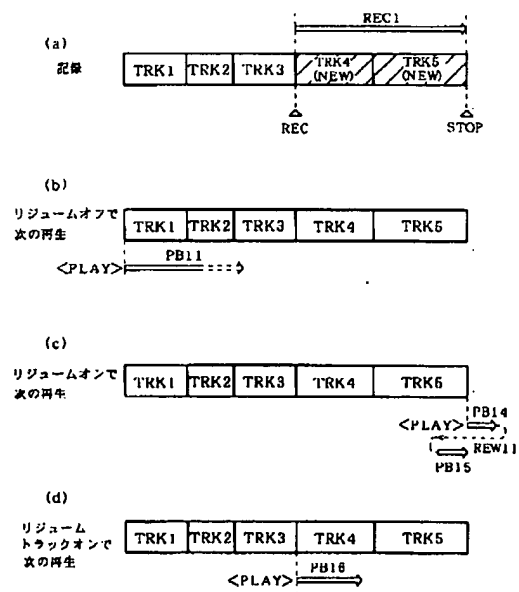 REC1
(a)
記録
TRK1 TRK2 TRK3 TRK4 (NEW) TRK5 (NEW)
REC STOP
(b)
リジュームオフで
次の再生
TRK1 TRK2 TRK3 TRK4 TRK5
<PLAY> PB11
(c)
リジュームオンで
次の再生
TRK1 TRK2 TRK3 TRK4 TRK5
<PLAY> PB14
REW11
PB15
(d)
リジューム
トラックオンで
次の再生
TRK1 TRK2 TRK3 TRK4 TRK5
<PLAY> PB16